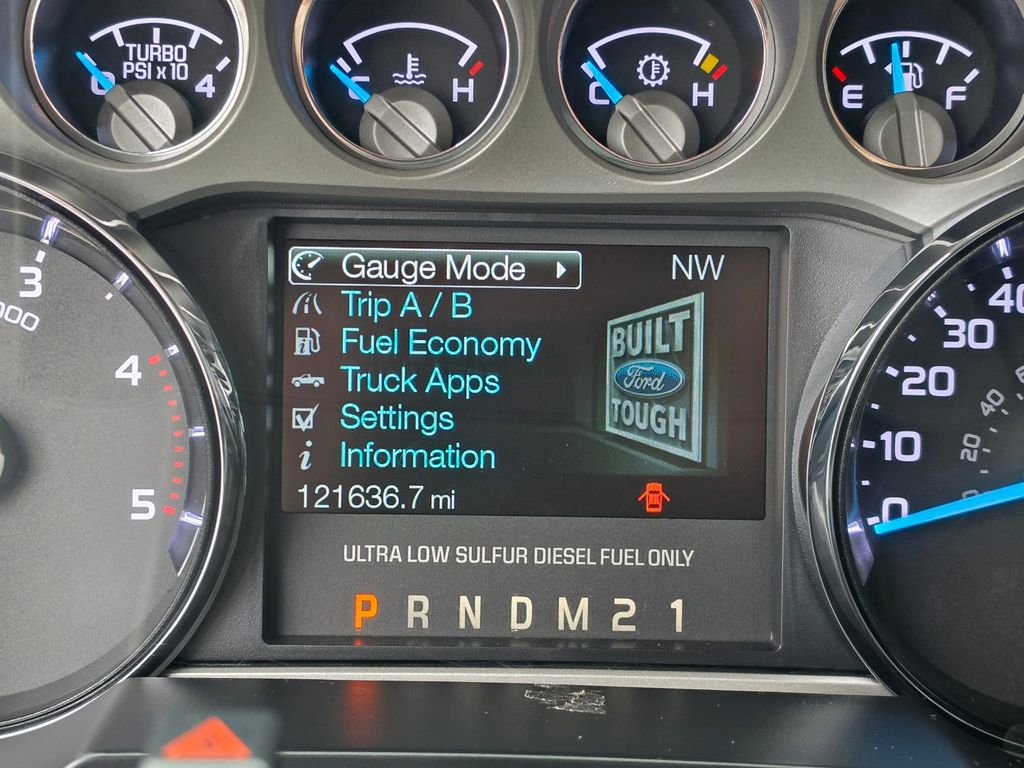 TURBO
PSI x 10
0 4
C H
C H
E F
Gauge Mode
NW
Trip A / B
Fuel Economy
Truck Apps
Settings
Information
121636.7 mi
BUILT
Ford
TOUGH
ULTRA LOW SULFUR DIESEL FUEL ONLY
P R N D M 2 1
3
4
5
40
30
20
10
0
40
20
0